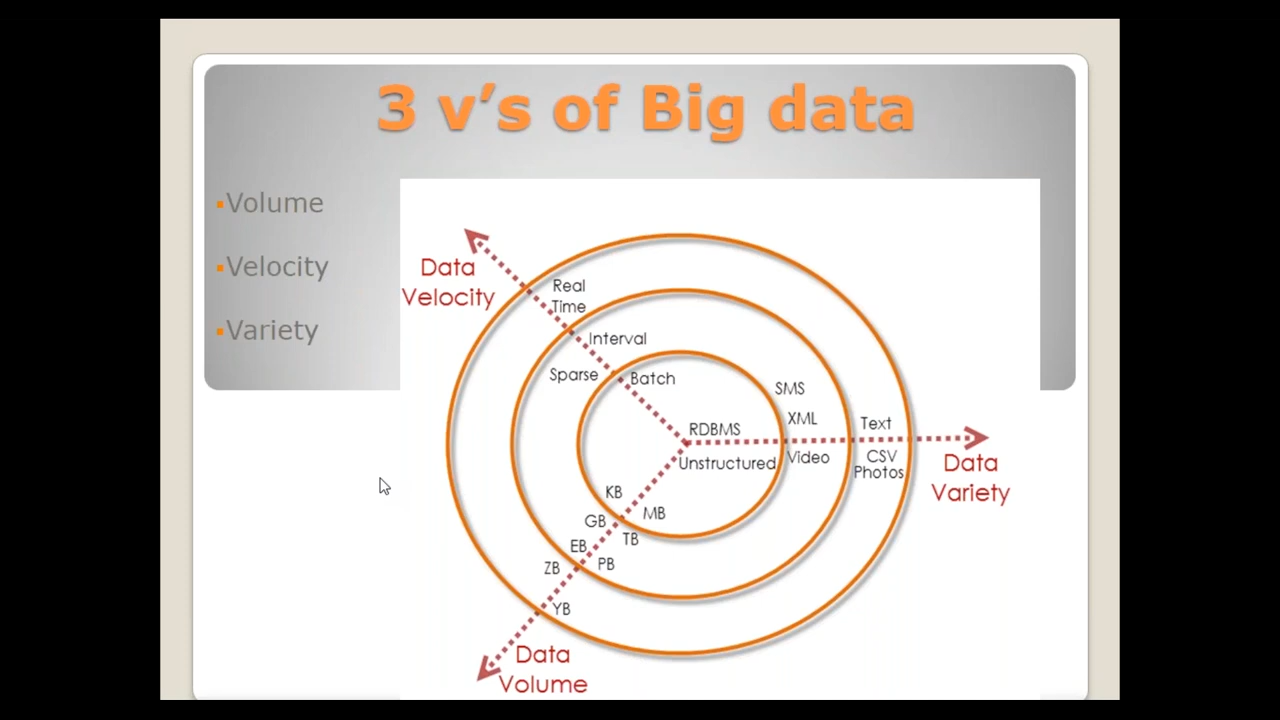 3 v’s of Big data
▪Volume
▪Velocity
▪Variety
Data
Velocity
Real
Time
Interval
Sparse
Batch
SMS
XML
RDBMS
Unstructured
Video
Text
CSV
Photos
Data
Variety
KB
MB
GB
TB
EB
PB
ZB
YB
Data
Volume